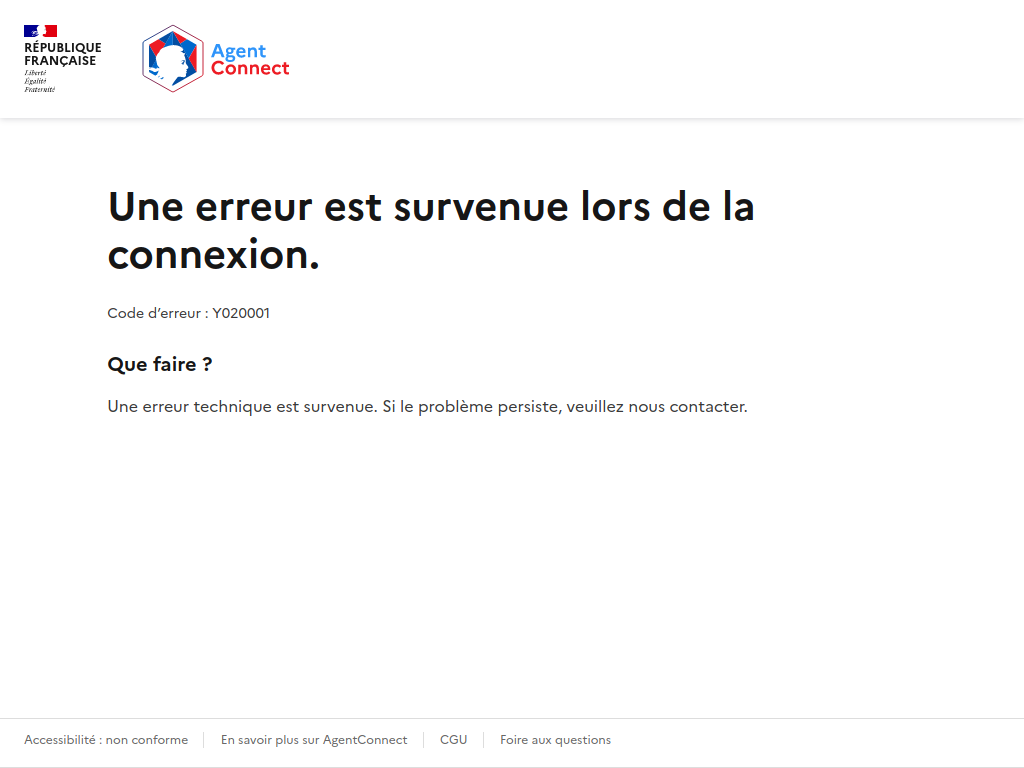 RÉPUBLIQUE
FRANÇAISE
Liberté
Égalité
Fraternité
Agent
Connect
Une erreur est survenue lors de la
connexion.
Code d’erreur : Y020001
Que faire ?
Une erreur technique est survenue. Si le problème persiste, veuillez nous contacter.
Accessibilité : non conforme
En savoir plus sur AgentConnect
CGU
Foire aux questions